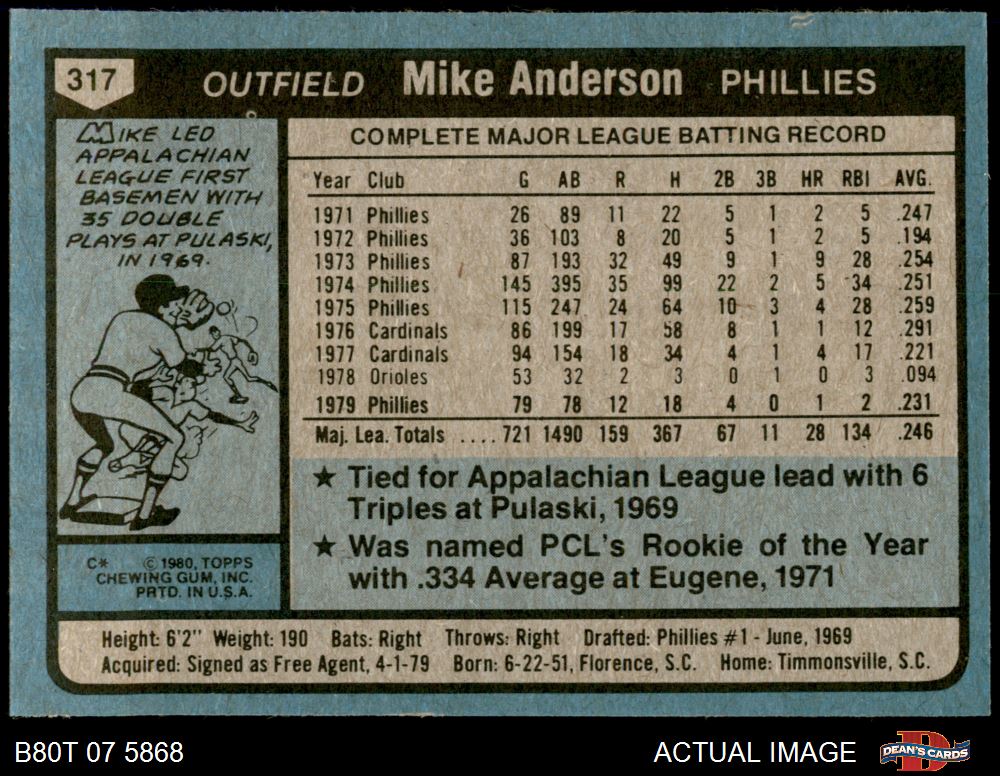 317 OUTFIELD Mike Anderson PHILLIES
MIKE LED
APPALACHIAN
LEAGUE FIRST
BASEMEN WITH
35 DOUBLE
PLAYS AT PULASKI,
IN 1969.
COMPLETE MAJOR LEAGUE BATTING RECORD
Year Club G AB R H 2B 3B HR RBI AVG.
1971 Phillies 26 89 11 22 5 1 2 5 .247
1972 Phillies 36 103 8 20 5 1 2 5 .194
1973 Phillies 87 193 32 49 9 1 9 28 .254
1974 Phillies 145 395 35 99 22 2 5 34 .251
1975 Phillies 115 247 24 64 10 3 4 28 .259
1976 Cardinals 86 199 17 58 8 1 1 12 .291
1977 Cardinals 94 154 18 34 4 1 4 17 .221
1978 Orioles 53 32 2 3 0 1 0 3 .094
1979 Phillies 79 78 12 18 4 0 1 2 .231
Maj. Lea. Totals ....721 1490 159 367 67 11 28 134 .246
★ Tied for Appalachian League lead with 6
Triples at Pulaski, 1969
★ Was named PCL's Rookie of the Year
with .334 Average at Eugene, 1971
C* © 1980, TOPPS
CHEWING GUM, INC.
PRTD. IN U.S.A.
Height: 6'2" Weight: 190 Bats: Right Throws: Right Drafted: Phillies #1 - June, 1969
Acquired: Signed as Free Agent, 4-1-79 Born: 6-22-51, Florence, S.C. Home: Timmonsville, S.C.
B80T 07 5868 ACTUAL IMAGE DEAN'S CARDS